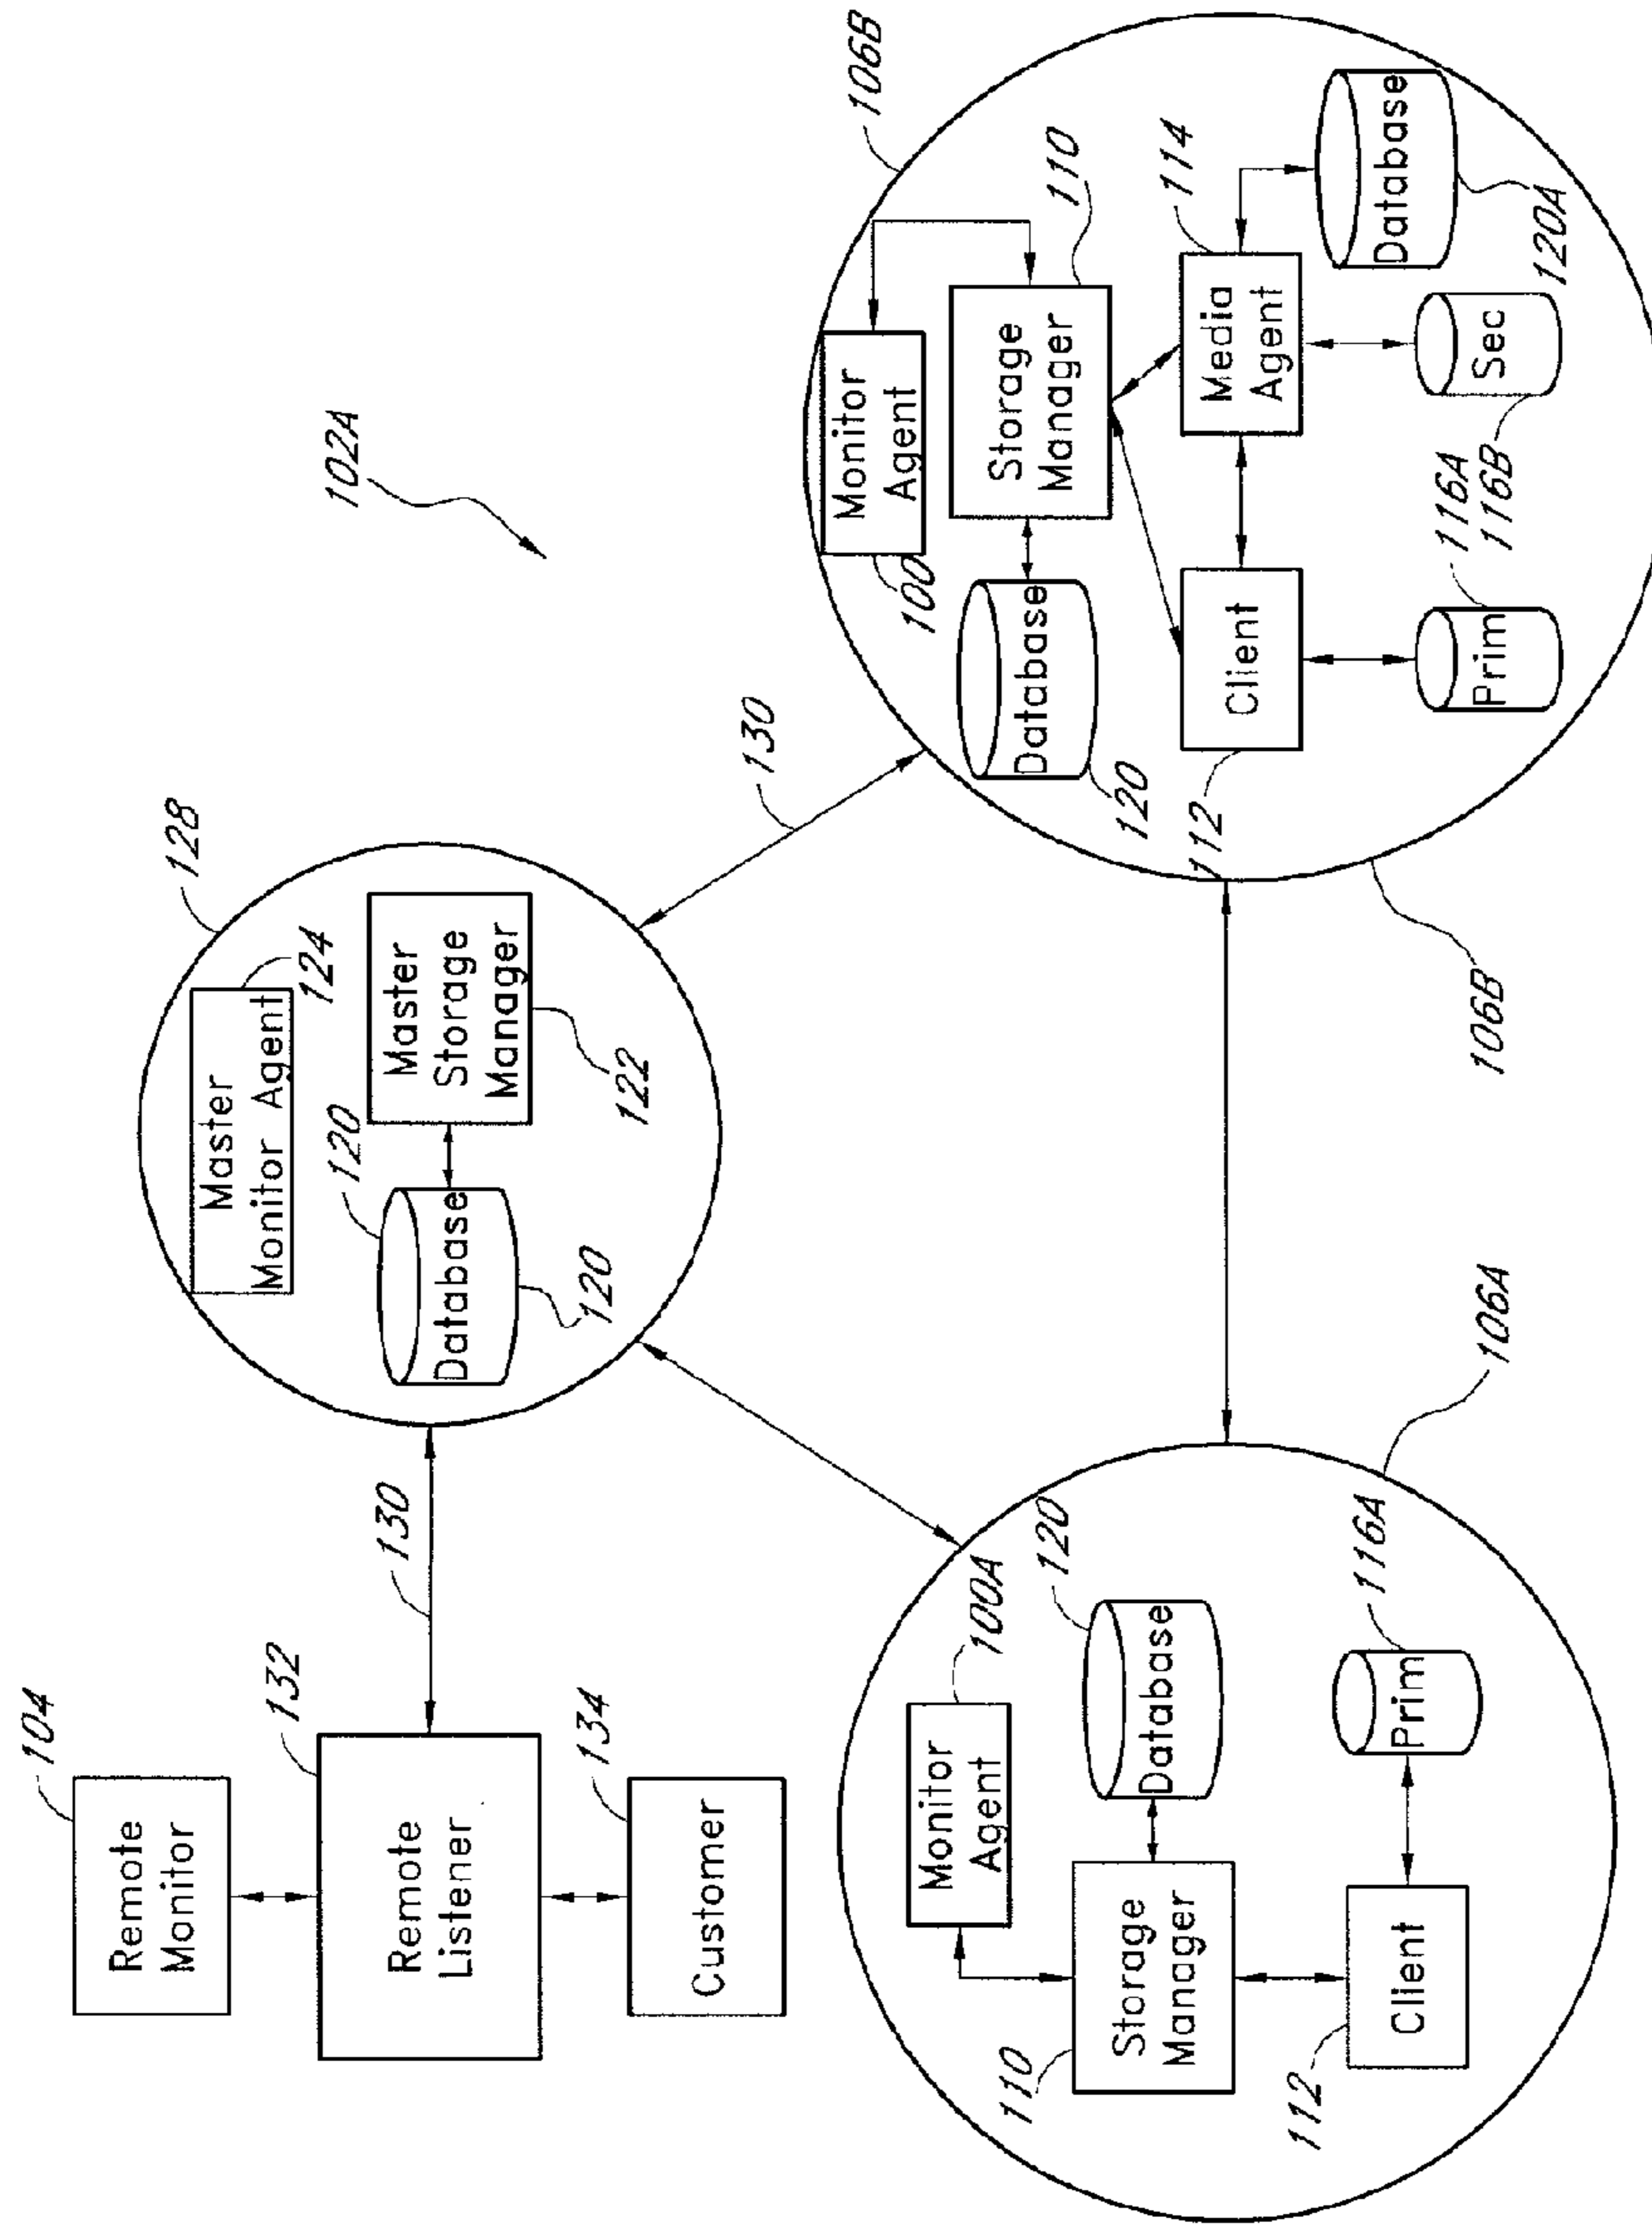 102A
104
Remote
Monitor
132
Remote
Listener
134
Customer
130
128
Master
Monitor Agent
124
120
Database
120
Master
Storage
Manager
122
130
106B
Monitor
Agent
100
Storage
Manager
110
Database
120
Media
Agent
114
Database
120A
Client
112
Prim
116A
Sec
116B
106B
106A
Monitor
Agent
100A
Database
120
Storage
Manager
110
Client
112
Prim
116A